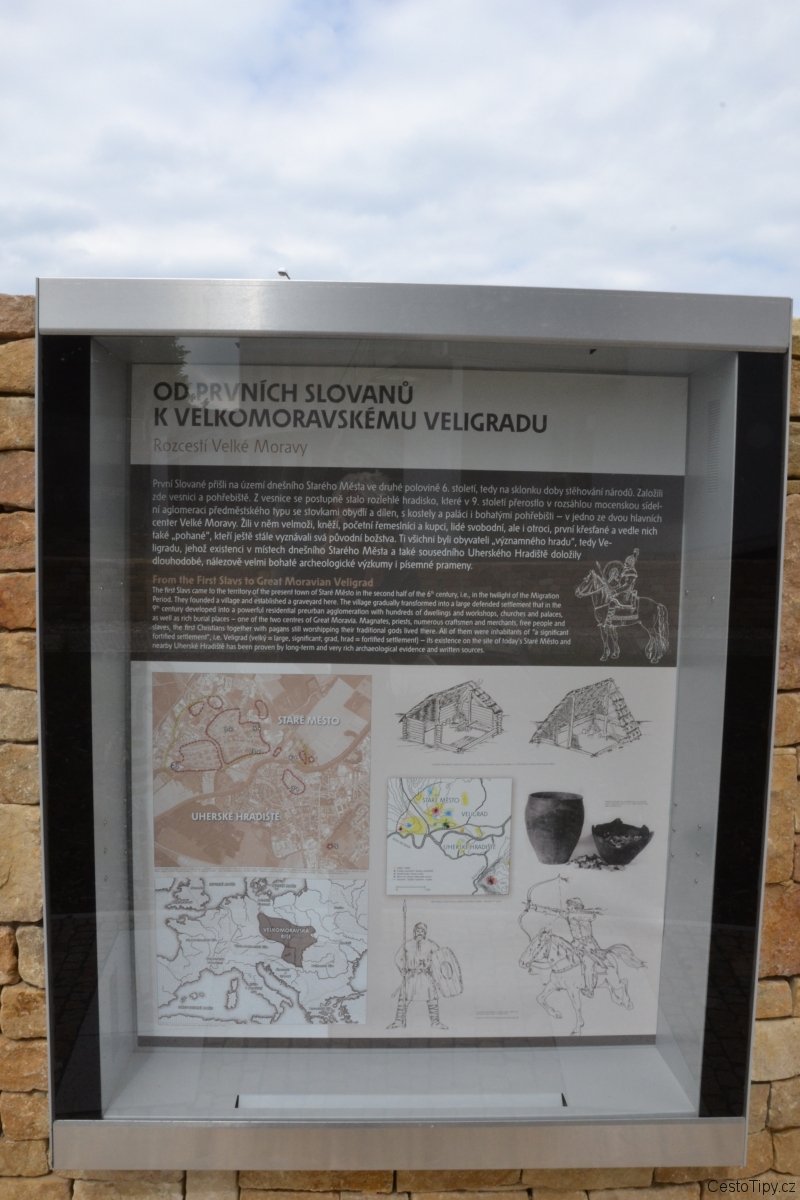 OD PRVNÍCH SLOVANŮ
K VELKOMORAVSKÉMU VELIGRADU
Rozcestí Velké Moravy
První Slované přišli na území dnešního Starého Města ve druhé polovině 6. století, tedy na sklonku doby stěhování národů. Založili
zde vesnici a pohřebiště. Z vesnice se postupně stalo rozlehlé hradisko, které v 9. století přerostlo v rozsáhlou mocenskou sídel-
ní aglomeraci předměstského typu se stovkami obydlí a dílen, s kostely a paláci i bohatými pohřebišti – v jedno ze dvou hlavních
center Velké Moravy. Žili v něm velmoži, kněží, početní řemeslníci a kupci, lidé svobodní, ale i otroci, první křesťané a vedle nich
také „pohané", kteří ještě stále vyznávali svá původní božstva. Ti všichni byli obyvateli „významného hradu", tedy Ve-
ligradu, jehož existenci v místech dnešního Starého Města a také sousedního Uherského Hradiště doložily
dlouhodobé, nálezově velmi bohaté archeologické výzkumy i písemné prameny.
From the First Slavs to Great Moravian Veligrad
The first Slavs came to the territory of the present town of Staré Město in the second half of the 6th century, i.e., in the twilight of the Migration
Period. They founded a village and established a graveyard here. The village gradually transformed into a large defended settlement that in the
9th century developed into a powerful residential preurban agglomeration with hundreds of dwellings and workshops, churches and palaces,
as well as rich burial places – one of the two centres of Great Moravia. Magnates, priests, numerous craftsmen and merchants, free people and
slaves, the first Christians together with pagans still worshipping their traditional gods lived there. All of them were inhabitants of "a significant
fortified settlement", i.e. Veligrad (velký = large, significant; grad, hrad = fortified settlement) – its existence on the site of today's Staré Město and
nearby Uherské Hradiště has been proven by long-term and very rich archaeological evidence and written sources.
STARÉ MĚSTO
UHERSKÉ HRADIŠTĚ
STARÉ MĚSTO
VELIGRAD
UHERSKÉ HRADIŠTĚ
VELKOMORAVSKÁ
ŘÍŠE
CestoTipy.cz